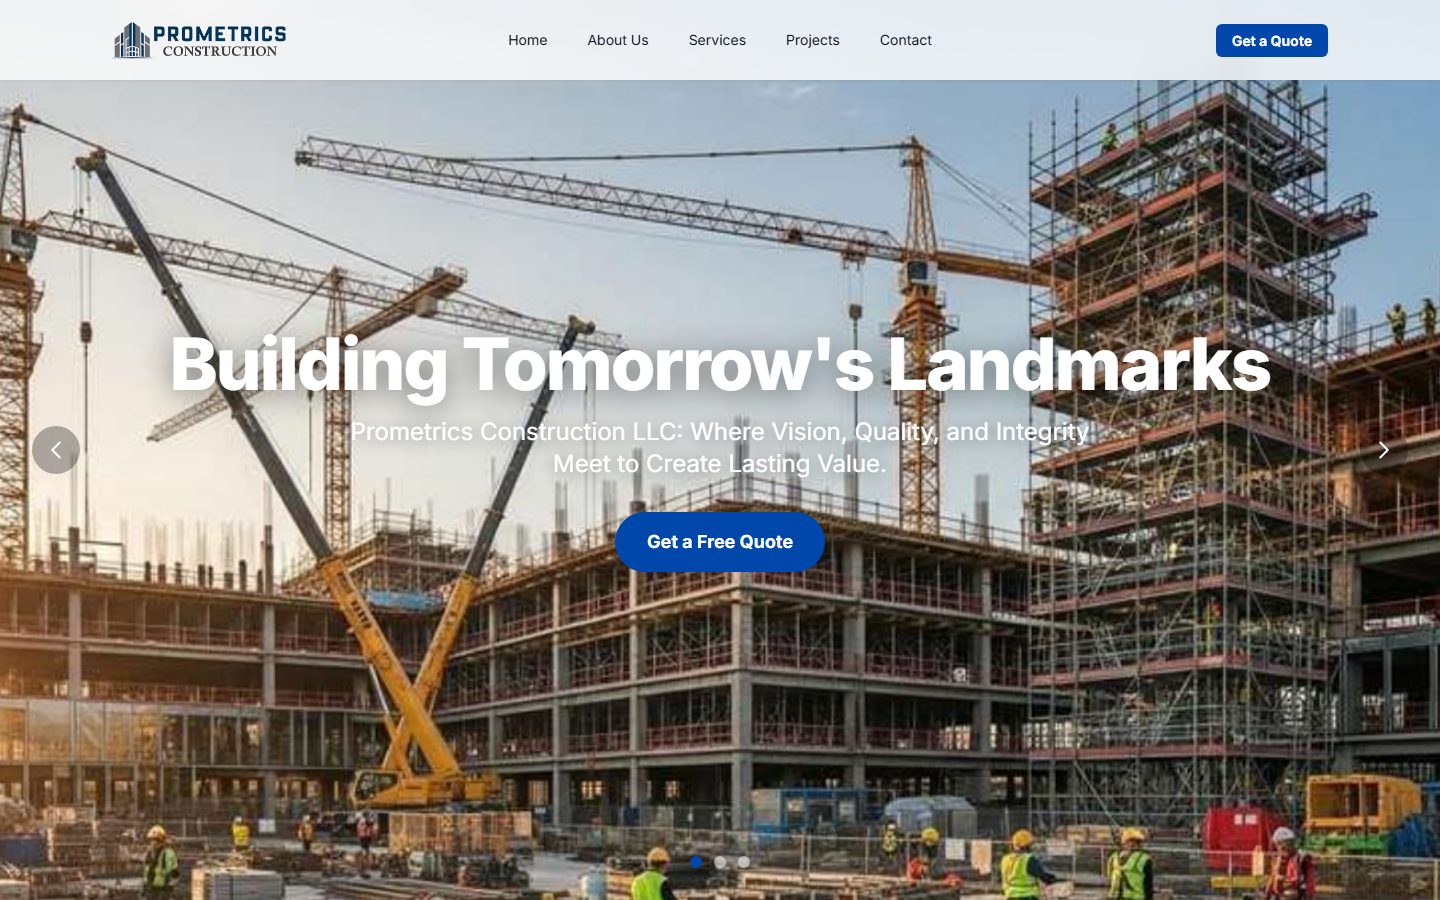 PROMETRICS
CONSTRUCTION
Home
About Us
Services
Projects
Contact
Get a Quote
Building Tomorrow's Landmarks
Prometrics Construction LLC: Where Vision, Quality, and Integrity
Meet to Create Lasting Value.
Get a Free Quote